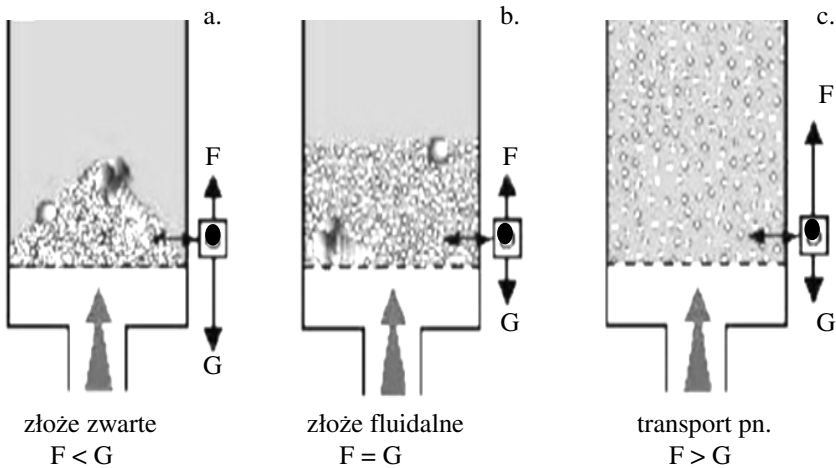 a.
F
G
złoże zwarte
F < G
b.
F
G
złoże fluidalne
F = G
c.
F
G
transport pn.
F > G